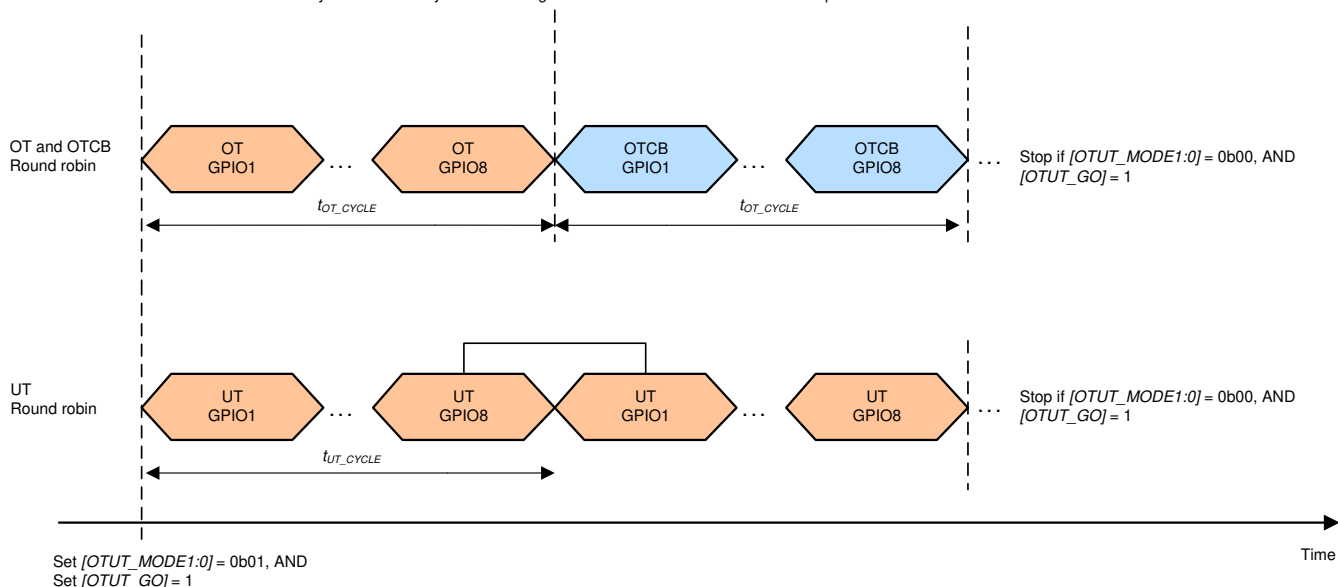 OT and OTCB
Round robin
OT
GPIO1
...
OT
GPIO8
OTCB
GPIO1
...
OTCB
GPIO8
...
Stop if [OTUT_MODE1:0] = 0b00, AND
[OTUT_GO] = 1
tOT_CYCLE
tOT_CYCLE
UT
Round robin
UT
GPIO1
...
UT
GPIO8
UT
GPIO1
...
UT
GPIO8
...
Stop if [OTUT_MODE1:0] = 0b00, AND
[OTUT_GO] = 1
tUT_CYCLE
Time
Set [OTUT_MODE1:0] = 0b01, AND
Set [OTUT_GO] = 1